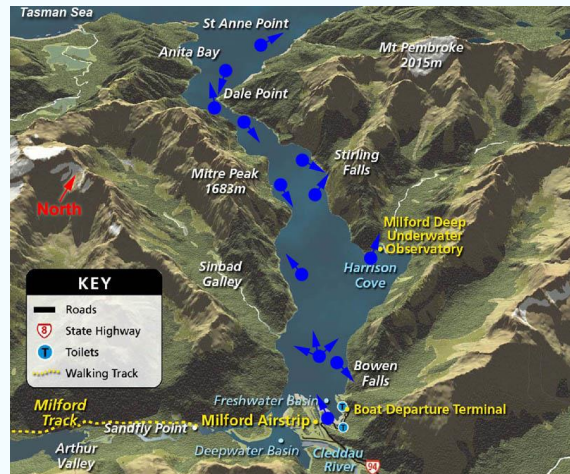 Tasman Sea
St Anne Point
Anita Bay
Mt Pembroke
2015m
Dale Point
Stirling
Falls
Mitre Peak
1683m
North
Milford Deep
Underwater
Observatory
Sinbad
Galley
Harrison
Cove
KEY
Roads
8
State Highway
T
Toilets
Walking Track
Bowen
Falls
Freshwater Basin
T
Boat Departure Terminal
Milford
Track
Milford Airstrip
T
Sandfly Point
Arthur
Valley
Deepwater Basin
Cleddau
River
94